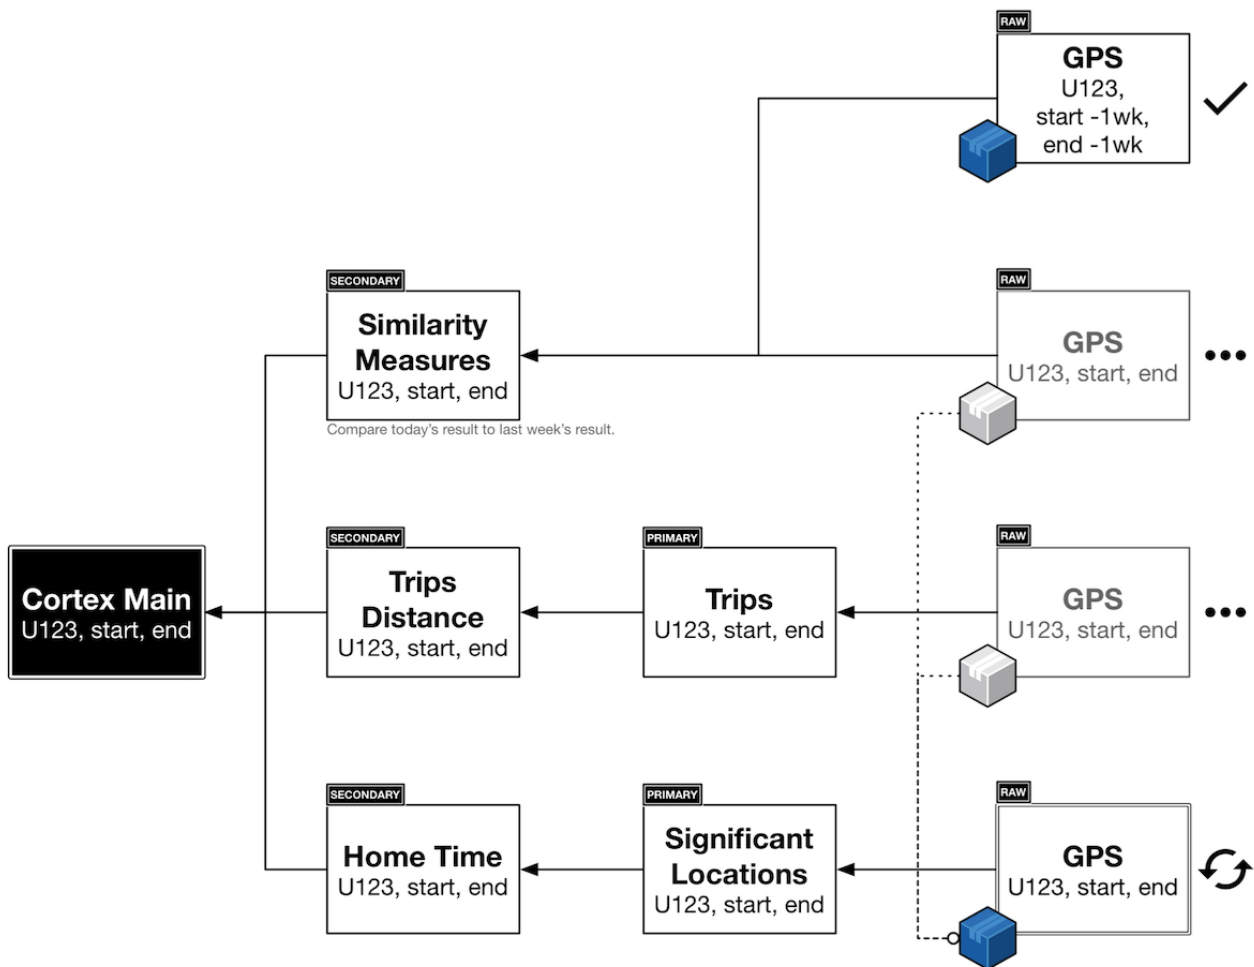 RAW
GPS
U123,
start -1wk,
end -1wk
SECONDARY
Similarity
Measures
U123, start, end
Compare today's result to last week's result.
RAW
GPS
U123, start, end
Cortex Main
U123, start, end
SECONDARY
Trips
Distance
U123, start, end
PRIMARY
Trips
U123, start, end
RAW
GPS
U123, start, end
SECONDARY
Home Time
U123, start, end
PRIMARY
Significant
Locations
U123, start, end
RAW
GPS
U123, start, end